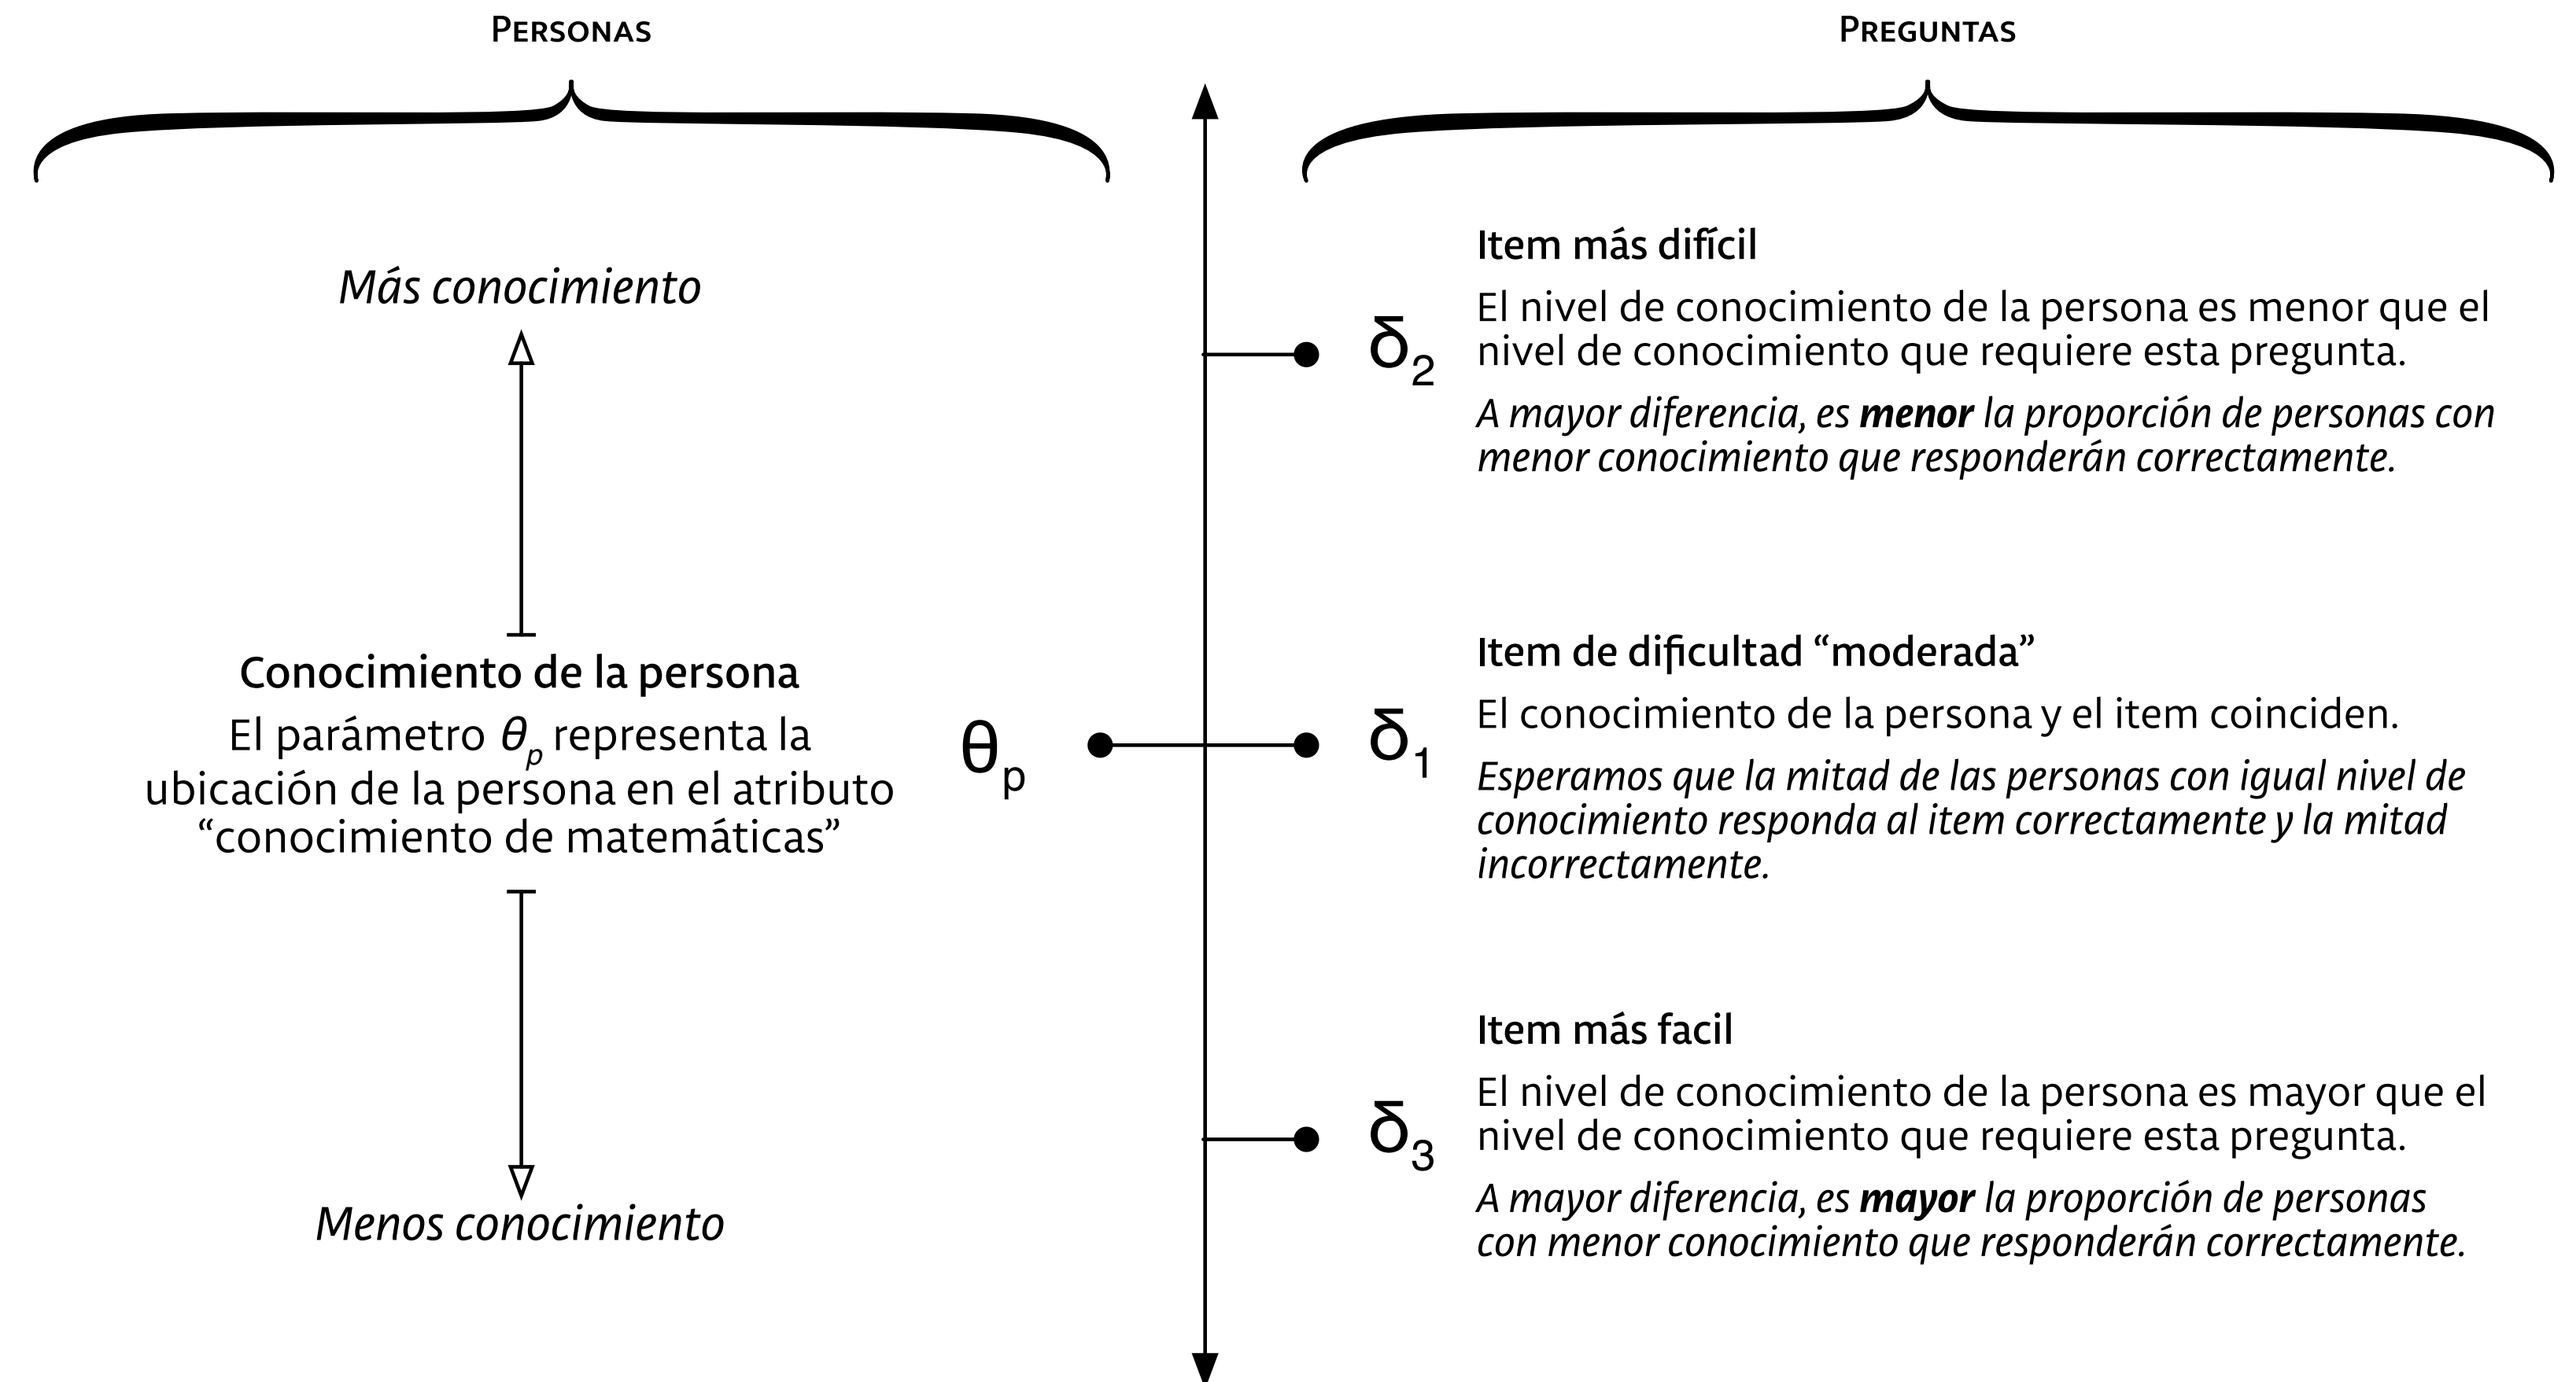 PERSONAS
PREGUNTAS
Más conocimiento
Conocimiento de la persona
El parámetro θp representa la
ubicación de la persona en el atributo
“conocimiento de matemáticas”
Menos conocimiento
θp
δ2
Item más difícil
El nivel de conocimiento de la persona es menor que el
nivel de conocimiento que requiere esta pregunta.
A mayor diferencia, es menor la proporción de personas con
menor conocimiento que responderán correctamente.
δ1
Item de dificultad “moderada”
El conocimiento de la persona y el item coinciden.
Esperamos que la mitad de las personas con igual nivel de
conocimiento responda al item correctamente y la mitad
incorrectamente.
δ3
Item más facil
El nivel de conocimiento de la persona es mayor que el
nivel de conocimiento que requiere esta pregunta.
A mayor diferencia, es mayor la proporción de personas
con menor conocimiento que responderán correctamente.